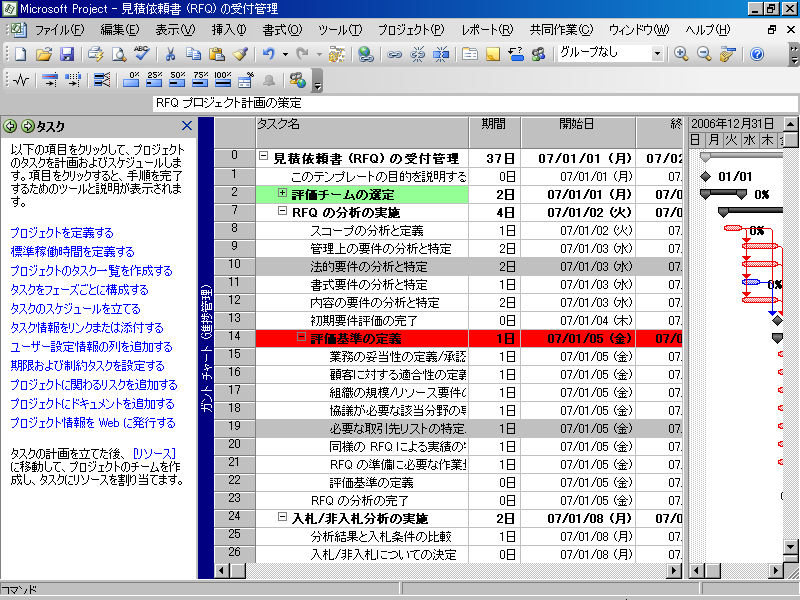 Microsoft Project - 見積依頼書 (RFQ) の受付管理
ファイル(F) 編集(E) 表示(V) 挿入(I) 書式(O) ツール(T) プロジェクト(P) レポート(R) 共同作業(C) ウィンドウ(W) ヘルプ(H)
ABC グループなし
0% 25% 50% 75% 100% %
RFQ プロジェクト計画の策定
タスク
以下の項目をクリックして、プロジェクト
のタスクを計画およびスケジュールしま
す。項目をクリックすると、手順を完了
するためのツールと説明が表示されま
す。
プロジェクトを定義する
標準稼働時間を定義する
プロジェクトのタスク一覧を作成する
タスクをフェーズごとに構成する
タスクのスケジュールを立てる
タスク情報をリンクまたは添付する
ユーザー設定情報の列を追加する
期限および制約タスクを設定する
プロジェクトに関わるリスクを追加する
プロジェクトにドキュメントを追加する
プロジェクト情報を Web に発行する
タスクの計画を立てた後、[リソース]
に移動して、プロジェクトのチームを作
成し、タスクにリソースを割り当てます。
ガント チャート (進捗管理)
タスク名 期間 開始日 終
0 見積依頼書 (RFQ) の受付管理 37日 07/01/01 (月) 07/02
1 このテンプレートの目的を説明する 0日 07/01/01 (月) 07.
2 評価チームの選定 2日 07/01/01 (月) 07/0
7 RFQ の分析の実施 4日 07/01/02 (火) 07/0
8 スコープの分析と定義 1日 07/01/02 (火) 07.
9 管理上の要件の分析と特定 2日 07/01/03 (水) 07.
10 法的要件の分析と特定 2日 07/01/03 (水) 07.
11 書式要件の分析と特定 1日 07/01/03 (水) 07.
12 内容の要件の分析と特定 2日 07/01/03 (水) 07.
13 初期要件評価の完了 0日 07/01/04 (木) 07.
14 評価基準の定義 1日 07/01/05 (金) 07/0
15 業務の妥当性の定義/承認 1日 07/01/05 (金) 07.
16 顧客に対する適合性の定義 1日 07/01/05 (金) 07.
17 組織の規模/リソース要件の 1日 07/01/05 (金) 07.
18 協議が必要な該当分野の専 1日 07/01/05 (金) 07.
19 必要な取引先リストの特定 1日 07/01/05 (金) 07.
20 同様の RFQ による実績の 1日 07/01/05 (金) 07.
21 RFQ の準備に必要な作業 1日 07/01/05 (金) 07.
22 評価基準の定義 0日 07/01/05 (金) 07.
23 RFQ の分析の完了 0日 07/01/05 (金) 07.
24 入札/非入札分析の実施 2日 07/01/08 (月) 07/0
25 分析結果と入札条件の比較 1日 07/01/08 (月) 07.
26 入札/非入札についての決定 0日 07/01/08 (月) 07.
2006年12月31日
日 月 火 水 木
01/01
0%
0%
0%
コマンド